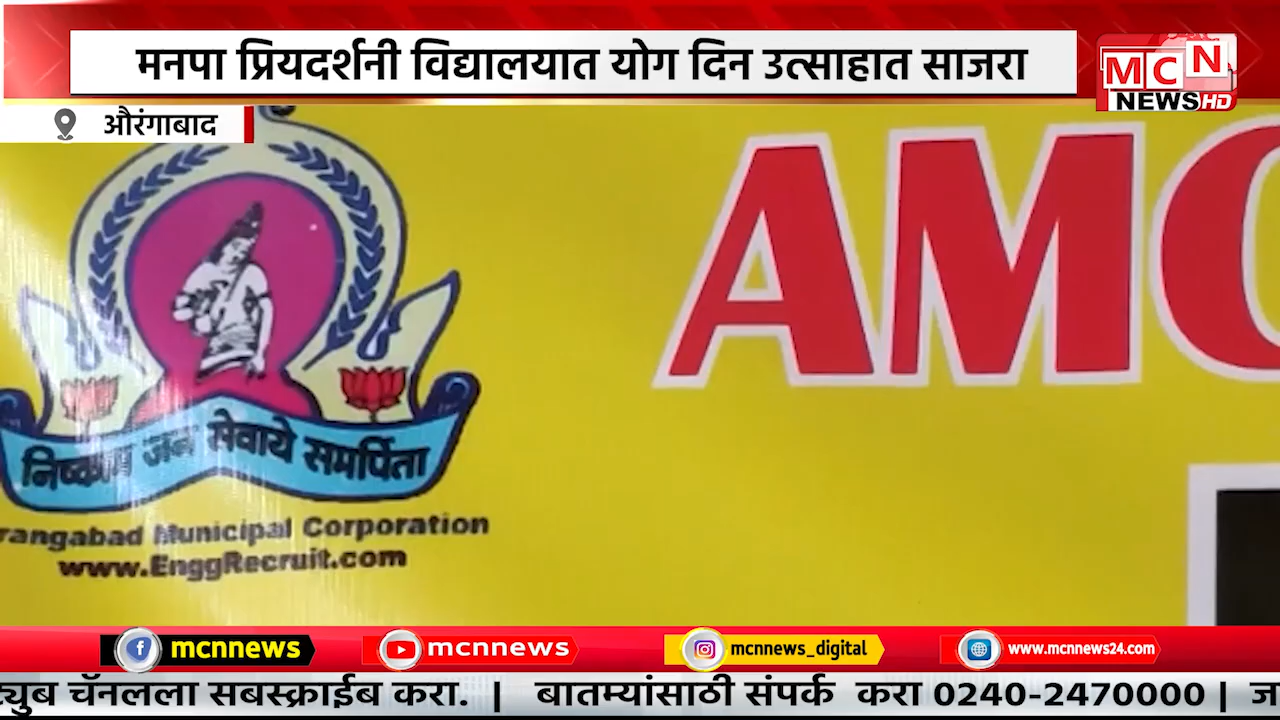 मनपा प्रियदर्शनी विद्यालयात योग दिन उत्साहात साजरा
MCN
NEWS HD
औरंगाबाद
AMC
निष्काम जन सेवाये समर्पिता
rangabad Municipal Corporation
www.EnggRecruit.com
mcnnews
mcnnews
mcnnews_digital
www.mcnnews24.com
ट्युब चॅनलला सबस्क्राईब करा. | बातम्यांसाठी संपर्क करा 0240-2470000 | ज